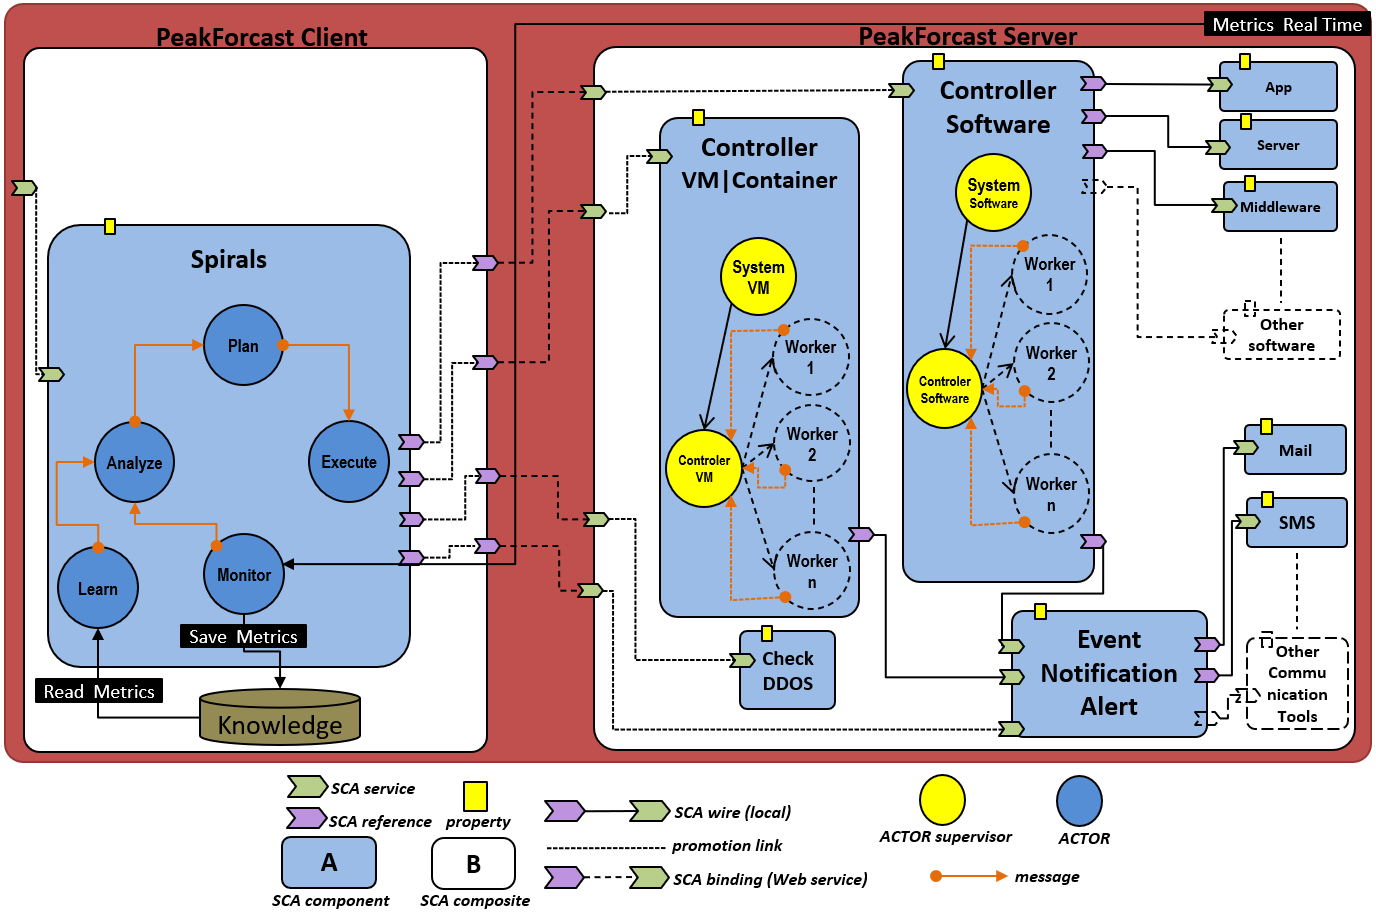 Metrics Real Time
PeakForcast Client
PeakForcast Server
Spirals
Plan
Analyze
Execute
Learn
Monitor
Save Metrics
Read Metrics
Knowledge
Controller
VM|Container
System
VM
Controler
VM
Worker
1
Worker
2
Worker
n
Check
DDOS
Controller
Software
System
Software
Controler
Software
Worker
1
Worker
2
Worker
n
App
Server
Middleware
Other
software
Mail
SMS
Other
Commu
nication
Tools
Event
Notification
Alert
SCA service
SCA reference
property
A
SCA component
B
SCA composite
SCA wire (local)
promotion link
SCA binding (Web service)
ACTOR supervisor
ACTOR
message